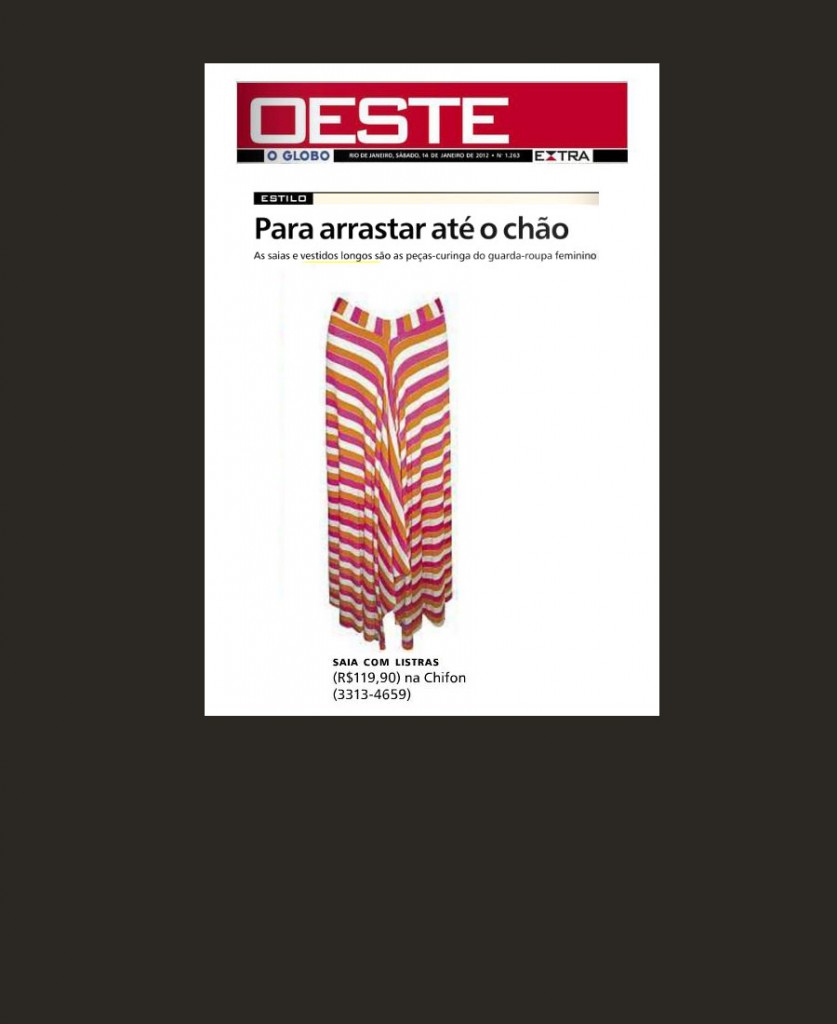 OESTE
O GLOBO RIO DE JANEIRO, SÁBADO, 14 DE JANEIRO DE 2012 • Nº 1.263 EXTRA
ESTILO
Para arrastar até o chão
As saias e vestidos longos são as peças-curinga do guarda-roupa feminino
SAIA COM LISTRAS
(R$119,90) na Chifon
(3313-4659)